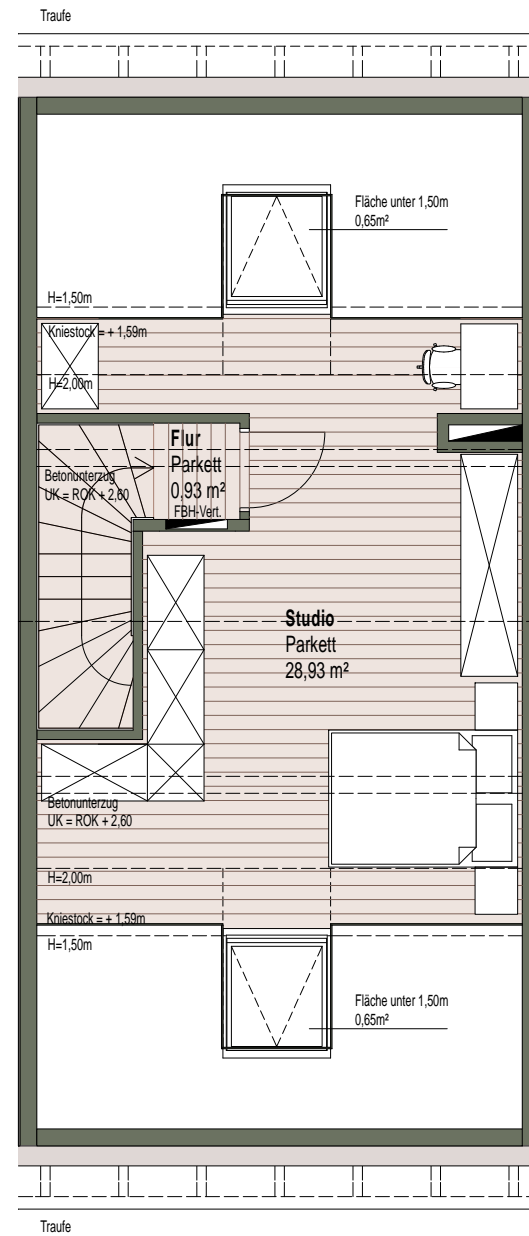 Traufe
Fläche unter 1,50m
0,65m²
H=1,50m
Kniestock = + 1,59m
H=2,00m
Flur
Parkett
0,93 m²
FBH-Vert.
Betonunterzug
UK = ROK + 2,60
Studio
Parkett
28,93 m²
Betonunterzug
UK = ROK + 2,60
H=2,00m
Kniestock = + 1,59m
H=1,50m
Fläche unter 1,50m
0,65m²
Traufe